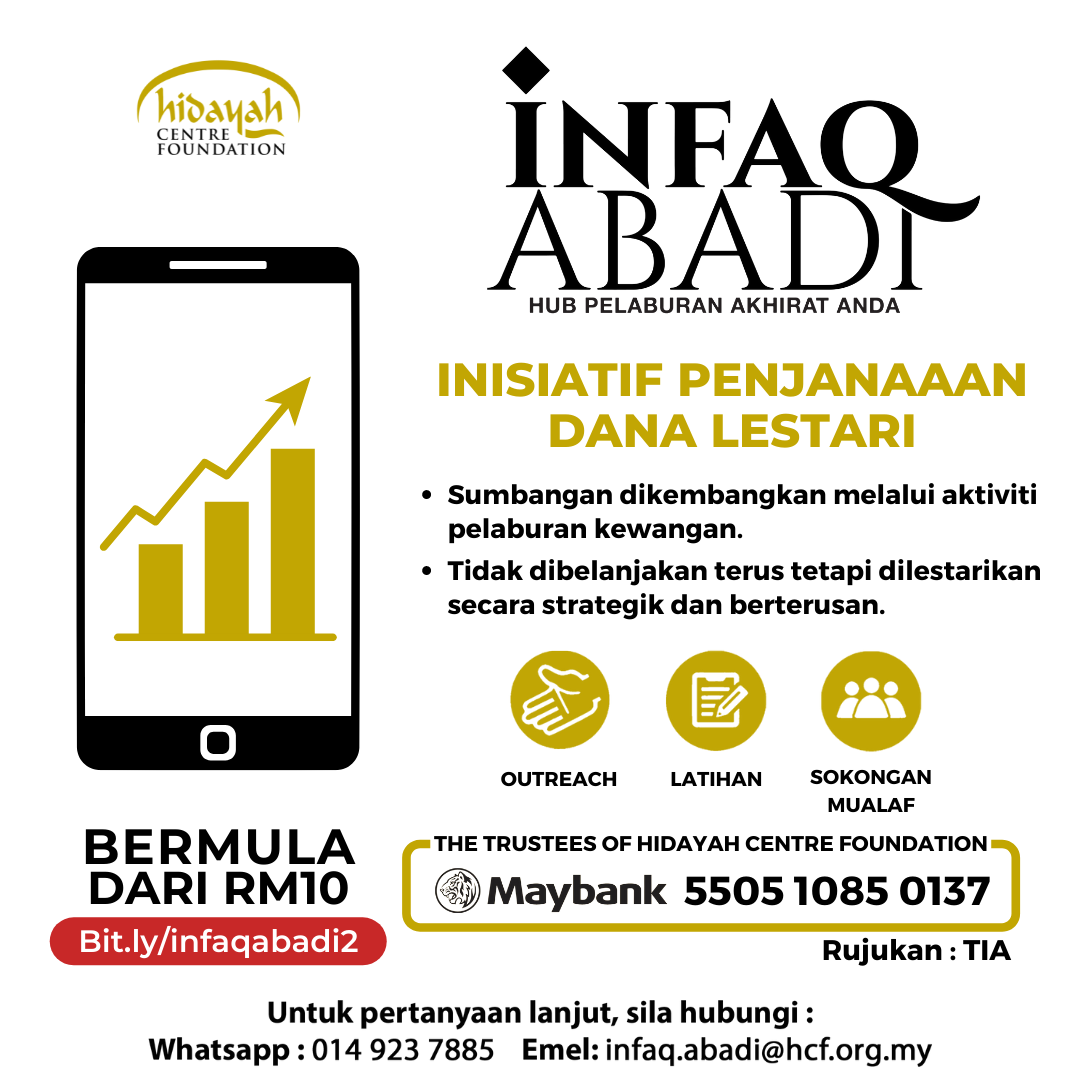 hidayah
CENTRE
FOUNDATION
INFAQ
ABADI
HUB PELABURAN AKHIRAT ANDA
INISIATIF PENJANAAAN
DANA LESTARI
• Sumbangan dikembangkan melalui aktiviti
pelaburan kewangan.
• Tidak dibelanjakan terus tetapi dilestarikan
secara strategik dan berterusan.
OUTREACH
LATIHAN
SOKONGAN
MUALAF
BERMULA
DARI RM10
Bit.ly/infaqabadi2
THE TRUSTEES OF HIDAYAH CENTRE FOUNDATION
Maybank 5505 1085 0137
Rujukan : TIA
Untuk pertanyaan lanjut, sila hubungi :
Whatsapp : 014 923 7885 Emel: infaq.abadi@hcf.org.my